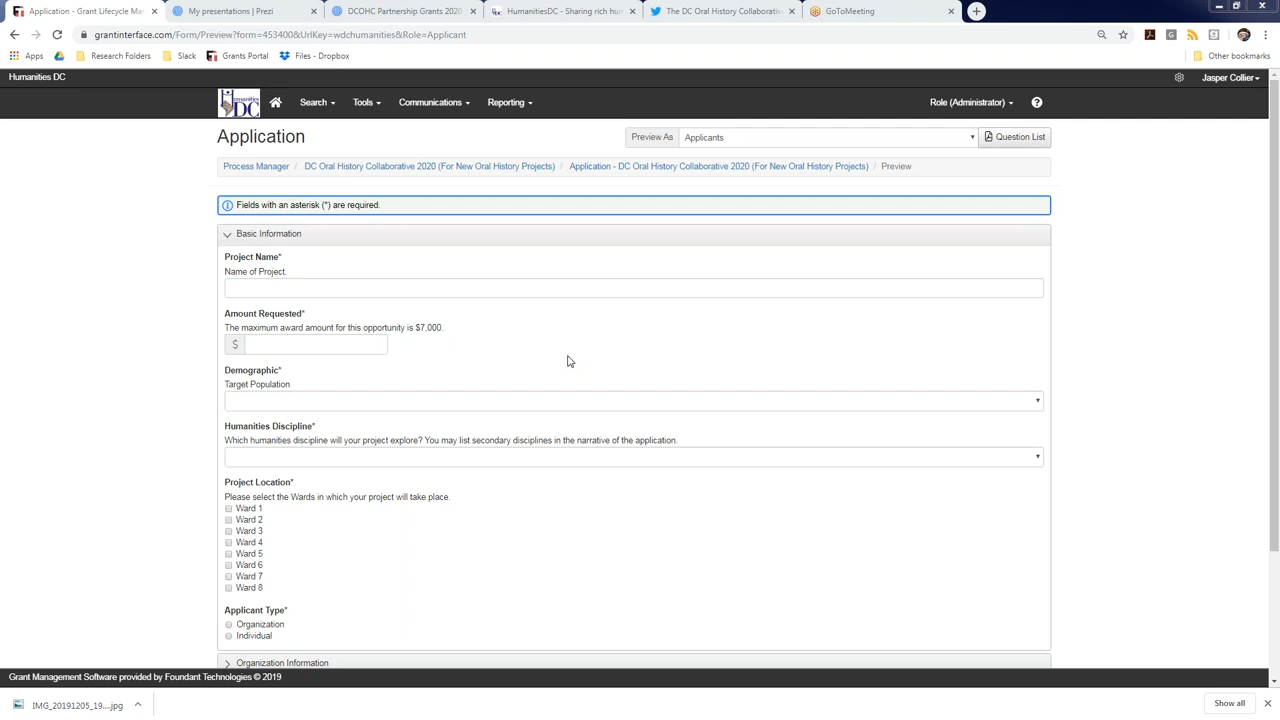 Application - Grant Lifecycle Ma
My presentations | Prezi
DCOHC Partnership Grants 2020
HumanitiesDC - Sharing rich hu
The DC Oral History Collaborative
GoToMeeting
grantinterface.com/Form/Preview?form=453400&UrlKey=wdchumanities&Role=Applicant
Apps
Research Folders
Slack
Grants Portal
Files - Dropbox
Other bookmarks
Humanities DC
Jasper Collier
Humanities DC
Search
Tools
Communications
Reporting
Role (Administrator)
Application
Preview As
Applicants
Question List
Process Manager / DC Oral History Collaborative 2020 (For New Oral History Projects) / Application - DC Oral History Collaborative 2020 (For New Oral History Projects) / Preview
Fields with an asterisk (*) are required.
Basic Information
Project Name*
Name of Project.
Amount Requested*
The maximum award amount for this opportunity is $7,000.
$
Demographic*
Target Population
Humanities Discipline*
Which humanities discipline will your project explore? You may list secondary disciplines in the narrative of the application.
Project Location*
Please select the Wards in which your project will take place.
Ward 1
Ward 2
Ward 3
Ward 4
Ward 5
Ward 6
Ward 7
Ward 8
Applicant Type*
Organization
Individual
Organization Information
Grant Management Software provided by Foundant Technologies © 2019
IMG_20191205_19....jpg
Show all